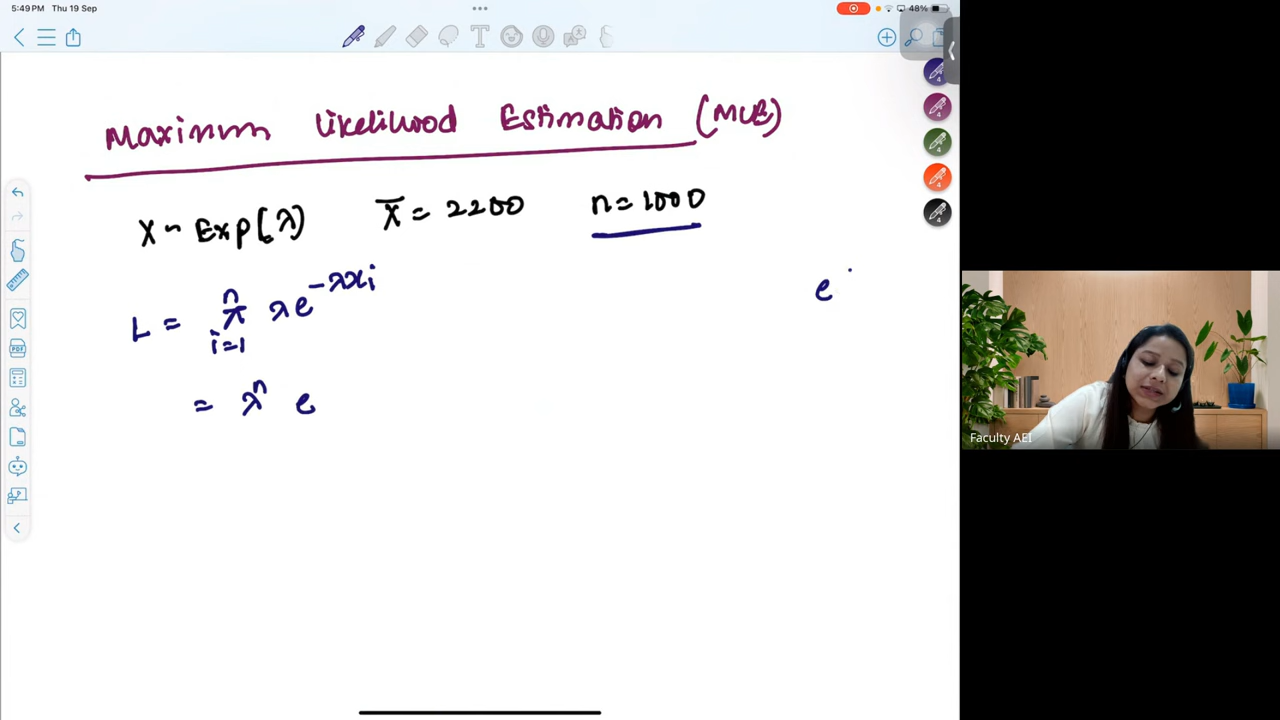 5:49 PM Thu 19 Sep
48%
Maximum Likelihood Estimation (MLE)
X ~ Exp(λ) X̄ = 2200 n = 1000
L = π_{i=1}^{n} λe^{-λxi}
e
= λ^n e
Faculty AEI